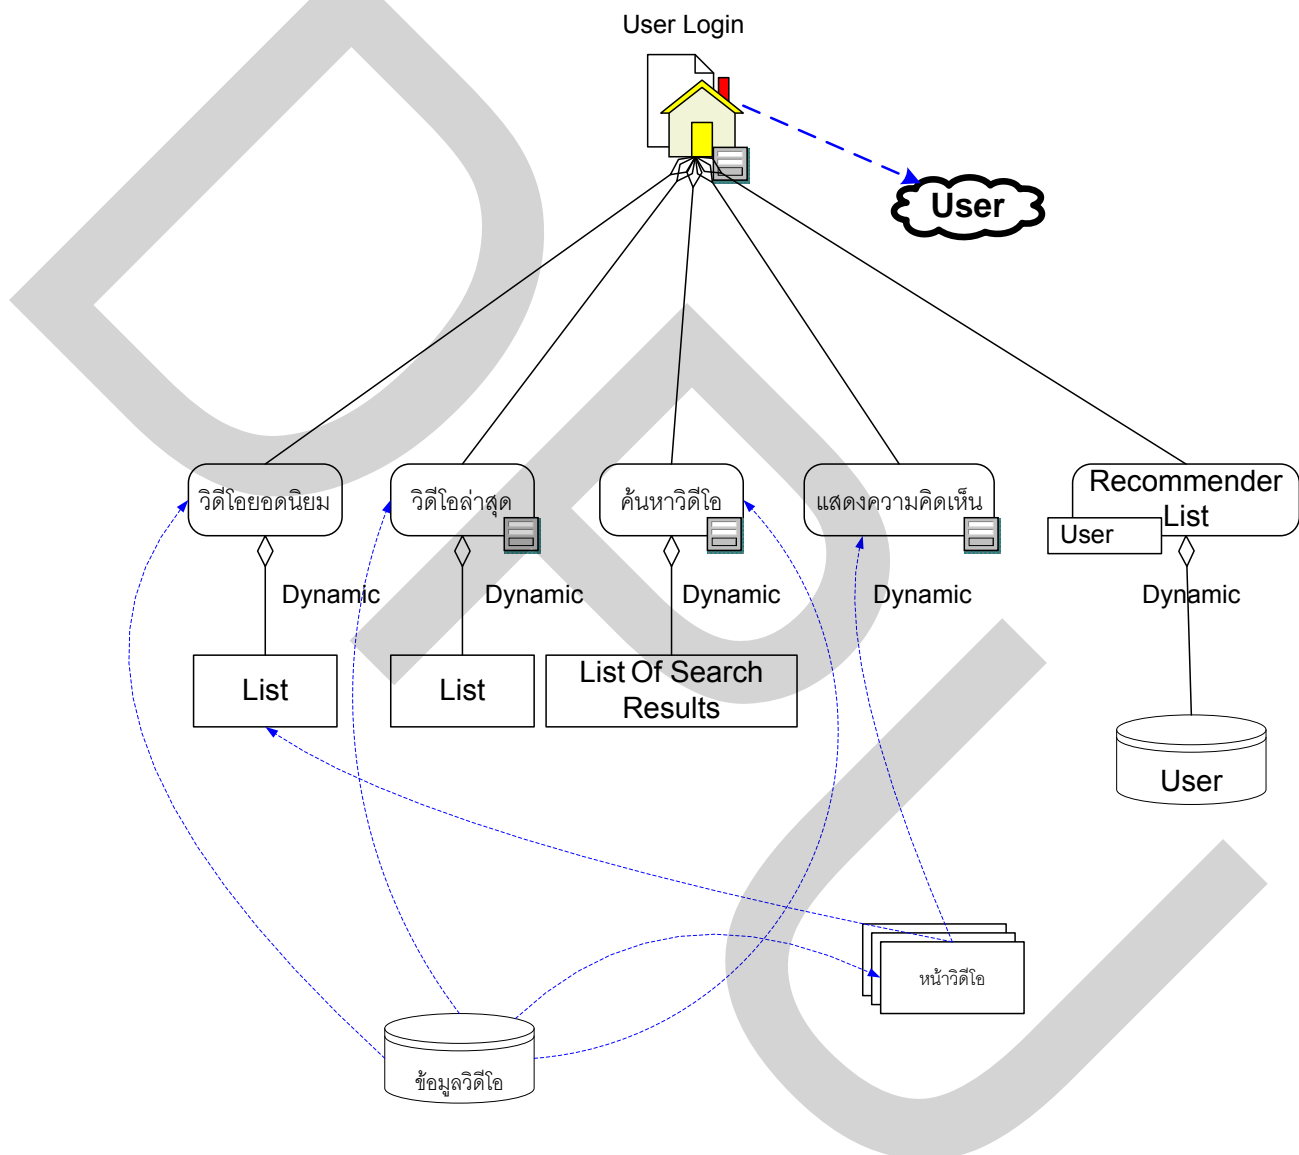 User Login
User
วิดีโอยอดนิยม
วิดีโอล่าสุด
ค้นหาวิดีโอ
แสดงความคิดเห็น
Recommender
List
User
Dynamic
Dynamic
Dynamic
Dynamic
Dynamic
List
List
List Of Search
Results
User
หน้าวิดีโอ
ข้อมูลวิดีโอ
DPU